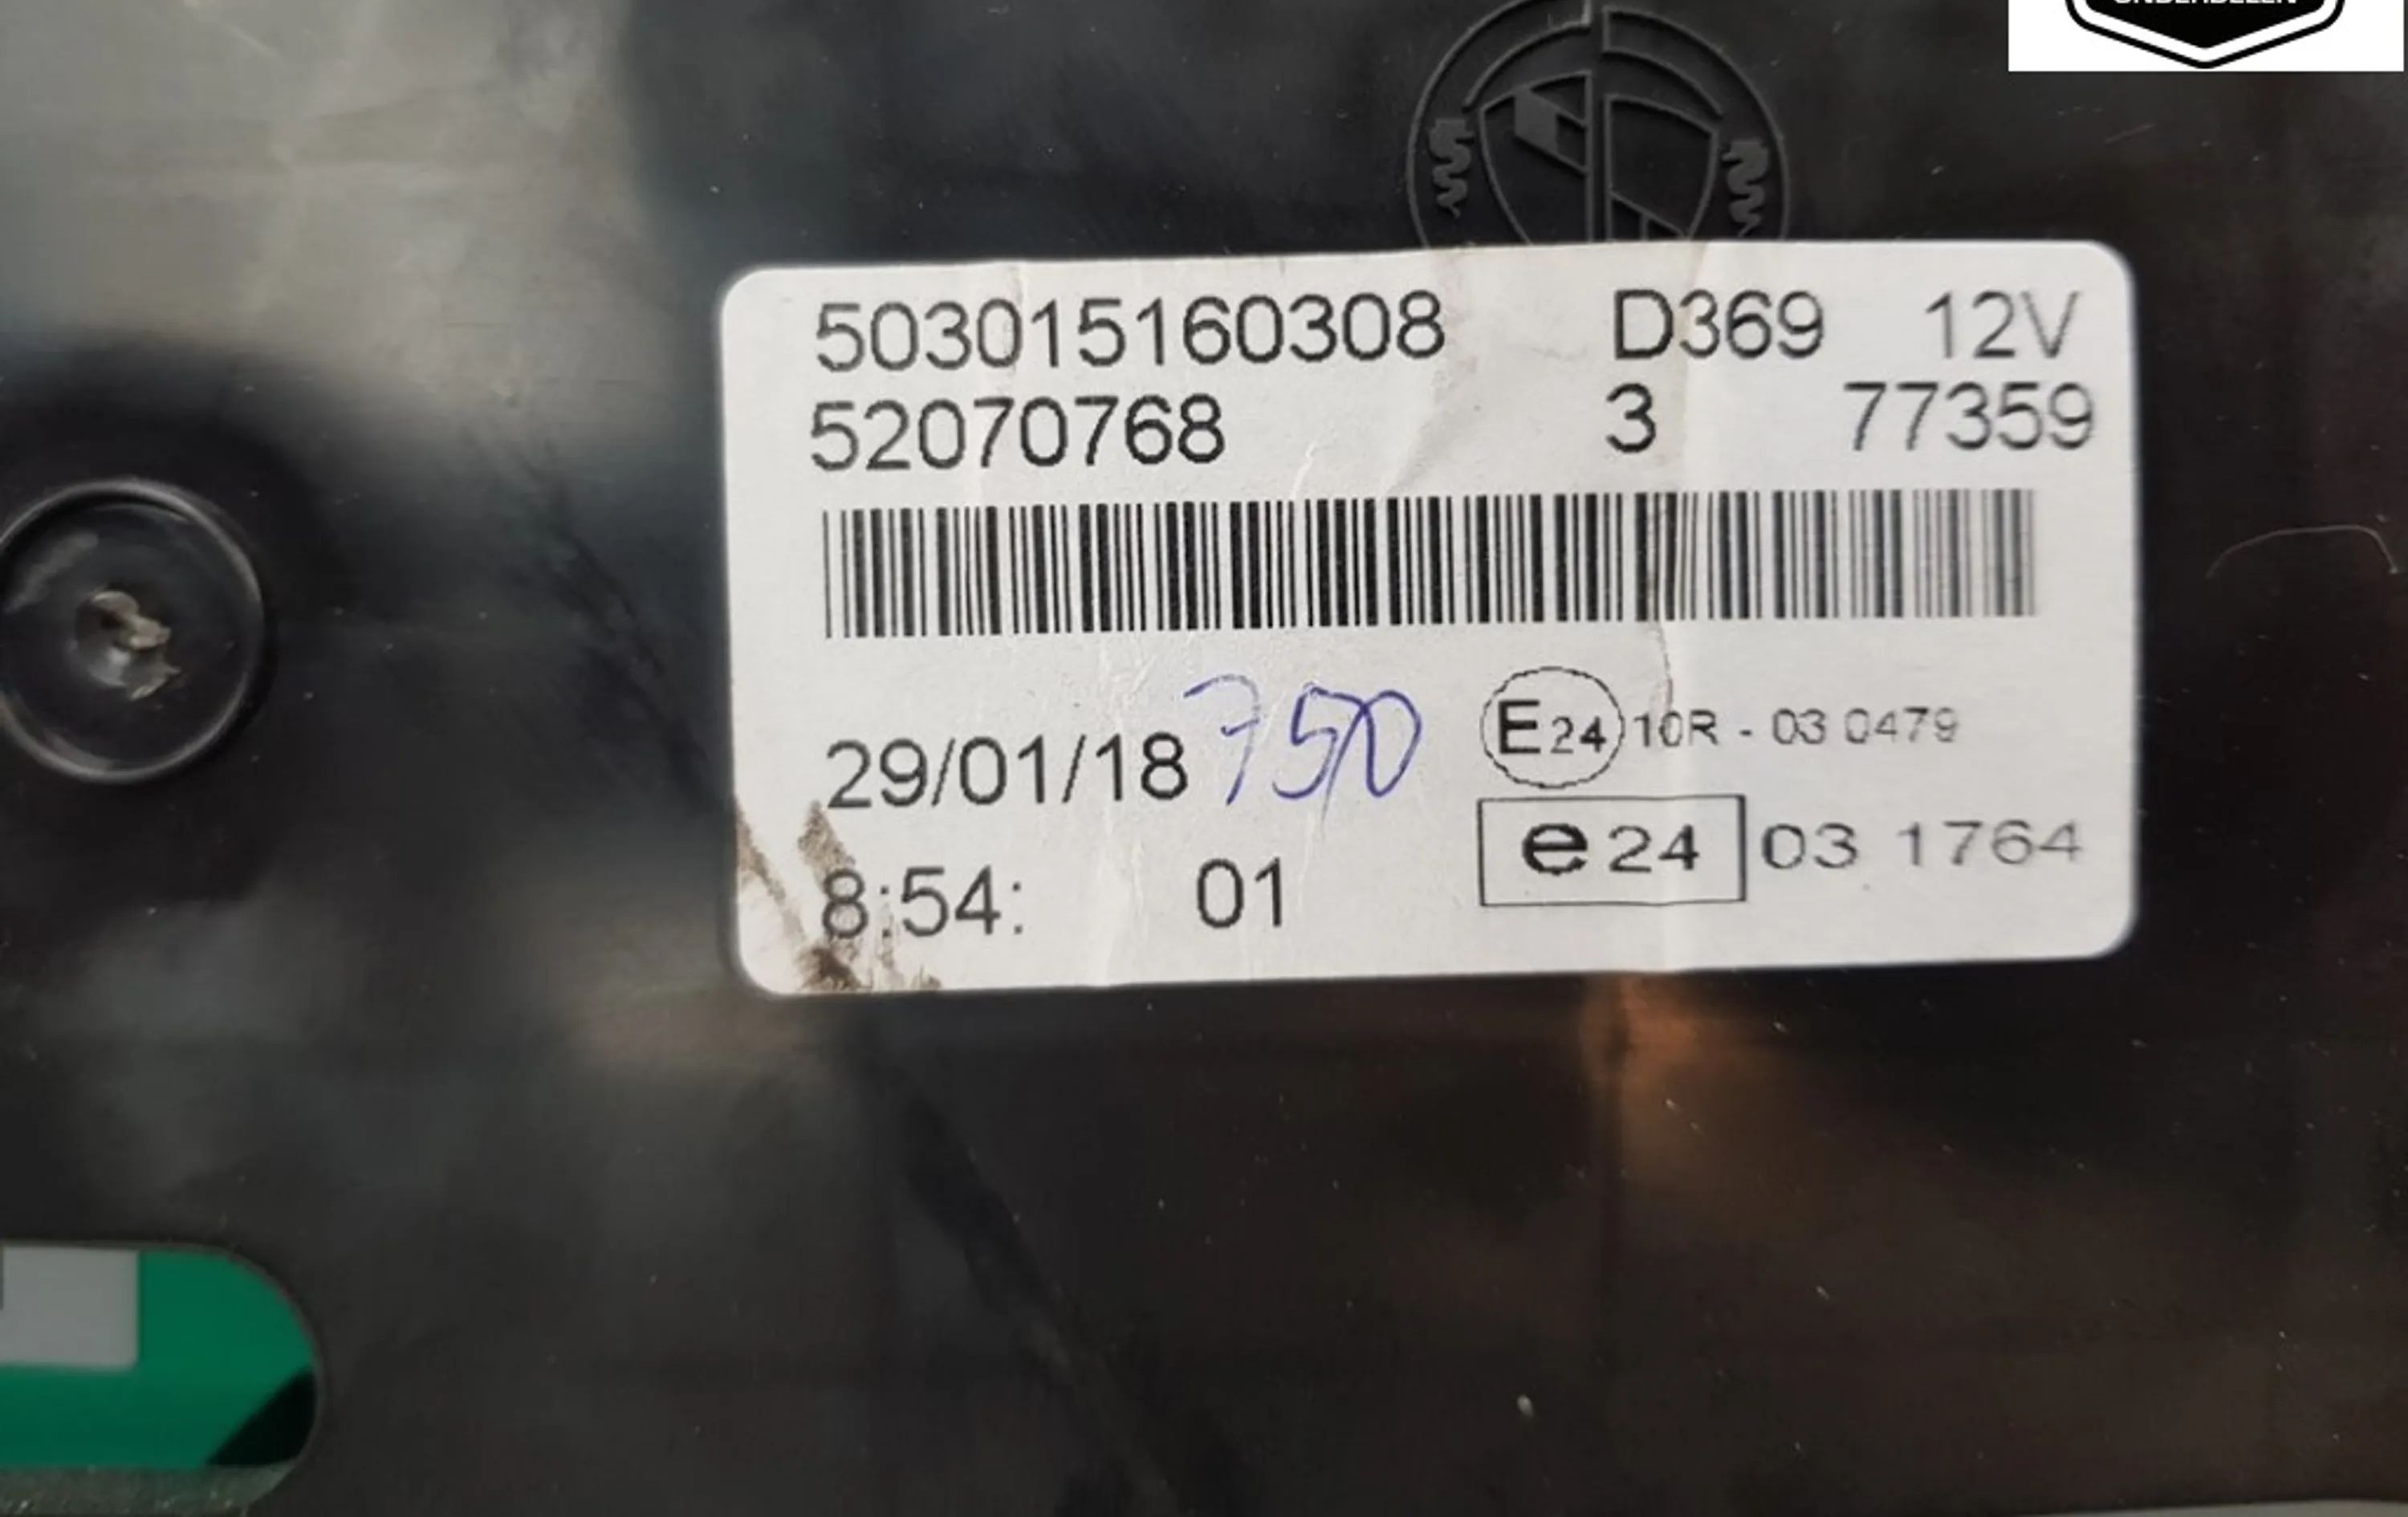 503015160308 D369 12V
52070768 3 77359
29/01/18 750
E24 10R - 03 0479
e24 03 1764
8:54: 01